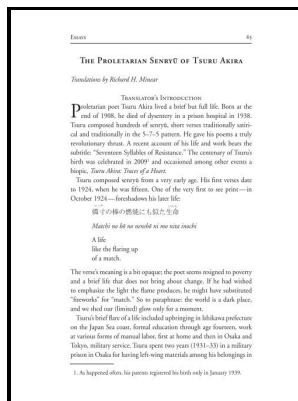 Essays 65
The Proletarian Senryū of Tsuru Akira
Translations by Richard H. Minear
Translator's Introduction
Proletarian poet Tsuru Akira lived a brief but full life. Born at the
end of 1908, he died of dysentery in a prison hospital in 1938.
Tsuru composed hundreds of senryū, short verses traditionally satiri-
cal and traditionally in the 5–7–5 pattern. He gave his poems a truly
revolutionary thrust. A recent account of his life and work bears the
subtitle: "Seventeen Syllables of Resistance." The centenary of Tsuru's
birth was celebrated in 2009¹ and occasioned among other events a
biopic, Tsuru Akira: Traces of a Heart.
Tsuru composed senryū from a very early age. His first verses date
to 1924, when he was fifteen. One of the very first to see print—in
October 1924—foreshadows his later life:
燐寸の棒の燃焼にも似た生命
Matchi no bō no nenshō ni mo nita inochi
A life
like the flaring up
of a match.
The verse's meaning is a bit opaque; the poet seems resigned to poverty
and a brief life that does not bring about change. If he had wished
to emphasize the light the flame produces, he might have substituted
"fireworks" for "match." So to paraphrase: the world is a dark place,
and we shed our (limited) glow only for a moment.
Tsuru's brief flare of a life included upbringing in Ishikawa prefecture
on the Japan Sea coast, formal education through age fourteen, work
at various forms of manual labor, first at home and then in Osaka and
Tokyo, military service. Tsuru spent two years (1931–33) in a military
prison in Osaka for having left-wing materials among his belongings in
1. As happened often, his parents registered his birth only in January 1939.